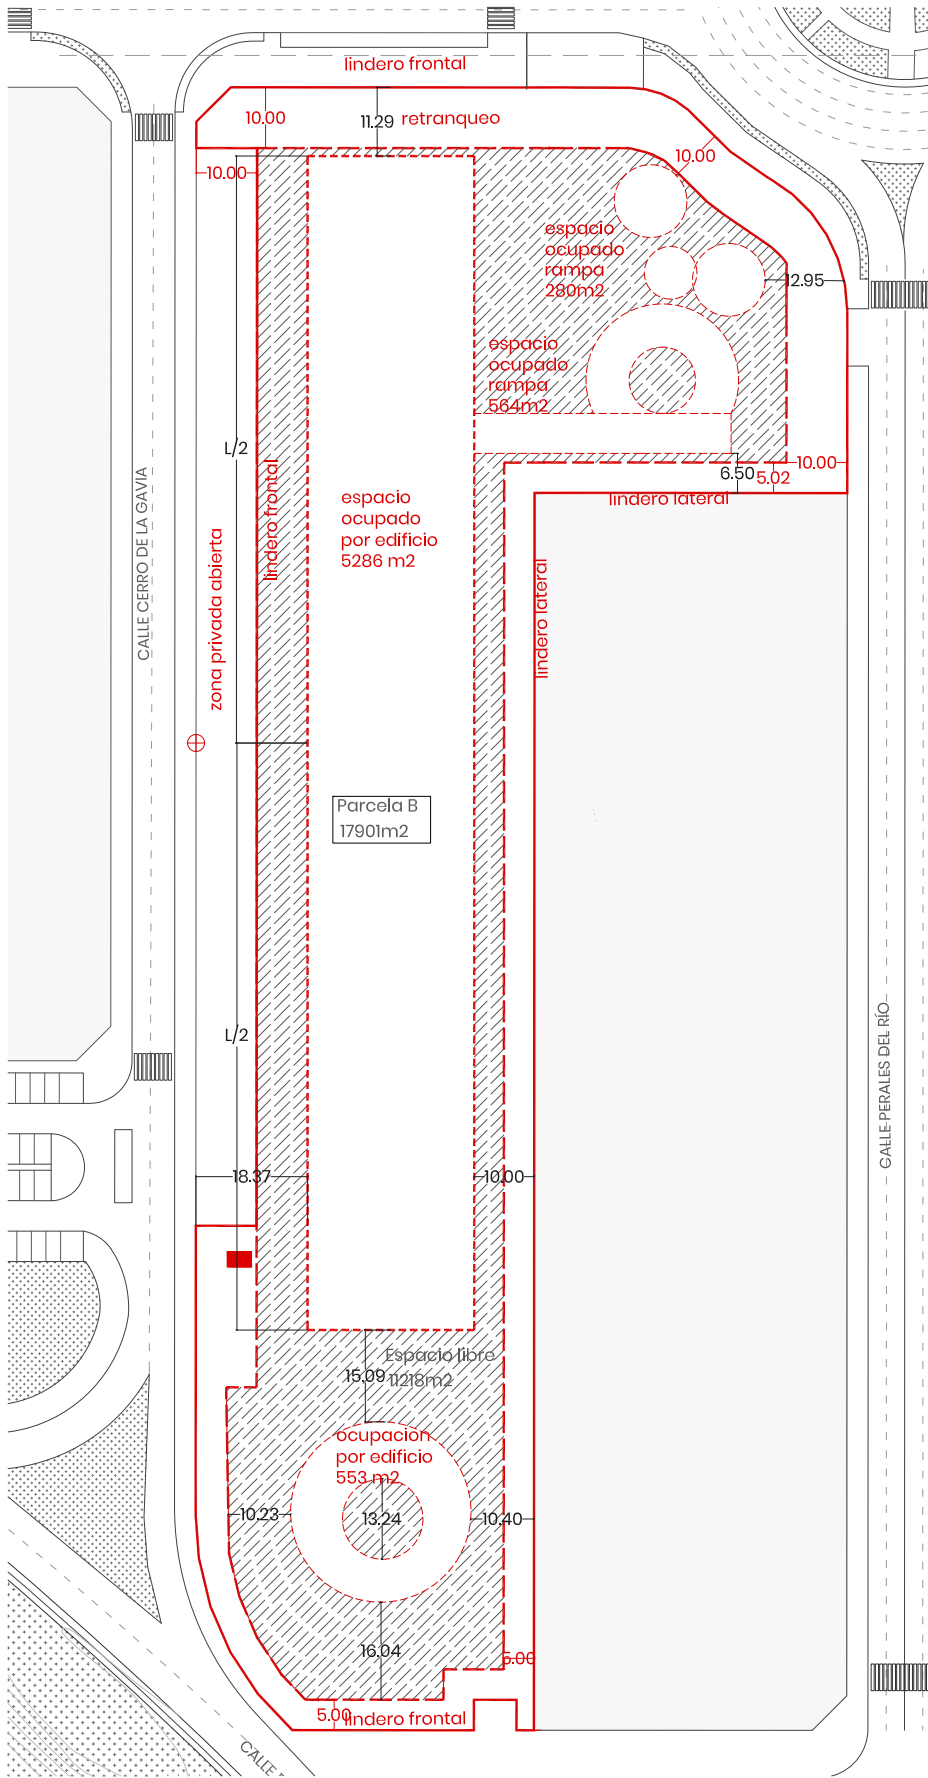 lindero frontal
10.00
11.29
retranqueo
10.00
10.00
espacio
ocupado
rampa
280m2
12.95
espacio
ocupado
rampa
564m2
L/2
lindero frontal
CALLE CERRO DE LA GAVIA
zona privada abierta
espacio
ocupado
por edificio
5286 m2
6.50
5.02
10.00
lindero lateral
lindero lateral
Parcela B
17901m2
L/2
CALLE PERALES DEL RÍO
18.37
10.00
Espacio libre
11218m2
15.09
ocupación
por edificio
553 m2
10.23
13.24
10.40
16.04
5.00
5.00
lindero frontal
CALLE